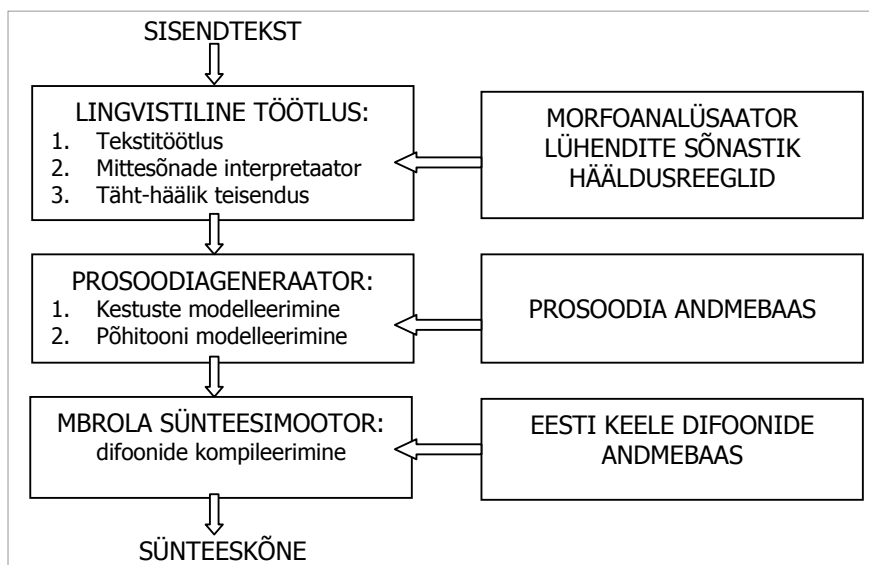 SISENDTEKST
LINGVISTILINE TÖÖTLUS:
1. Tekstitöötlus
2. Mittesõnade interpretaator
3. Täht-häälik teisendus
MORFOANALÜSAATOR
LÜHENDITE SÕNASTIK
HÄÄLDUSREEGLID
PROSOODIAGENERAATOR:
1. Kestuste modelleerimine
2. Põhitooni modelleerimine
PROSOODIA ANDMEBAAS
MBROLA SÜNTEESIMOOTOR:
difoonide kompileerimine
EESTI KEELE DIFOONIDE
ANDMEBAAS
SÜNTEESKÕNE